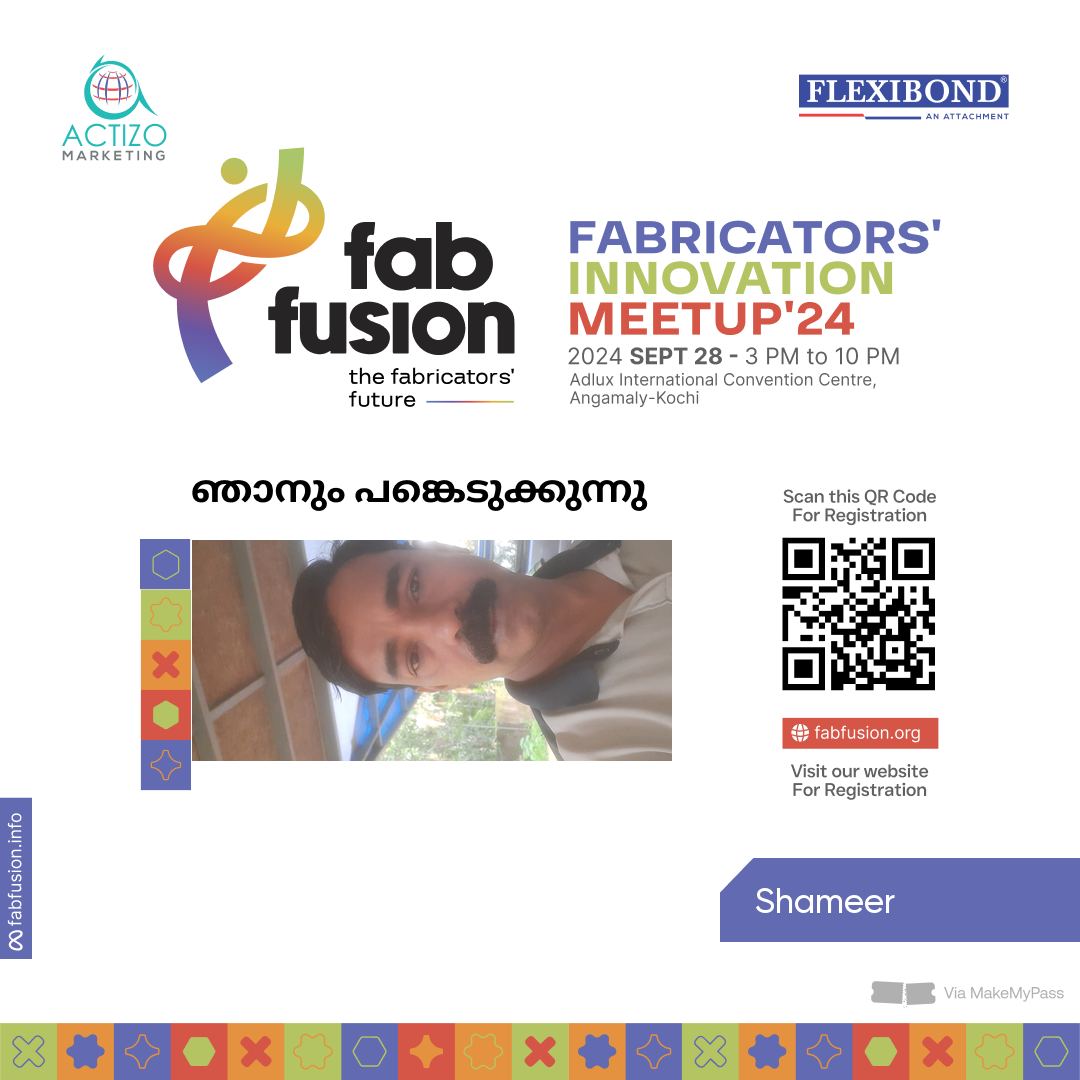 ACTIZO
MARKETING
FLEXIBOND®
AN ATTACHMENT
fab
fusion
the fabricators'
future
FABRICATORS'
INNOVATION
MEETUP'24
2024 SEPT 28 - 3 PM to 10 PM
Adlux International Convention Centre,
Angamaly-Kochi
ഞാനും പങ്കെടുക്കുന്നു
Scan this QR Code
For Registration
fabfusion.org
Visit our website
For Registration
fabfusion.info
Shameer
Via MakeMyPass